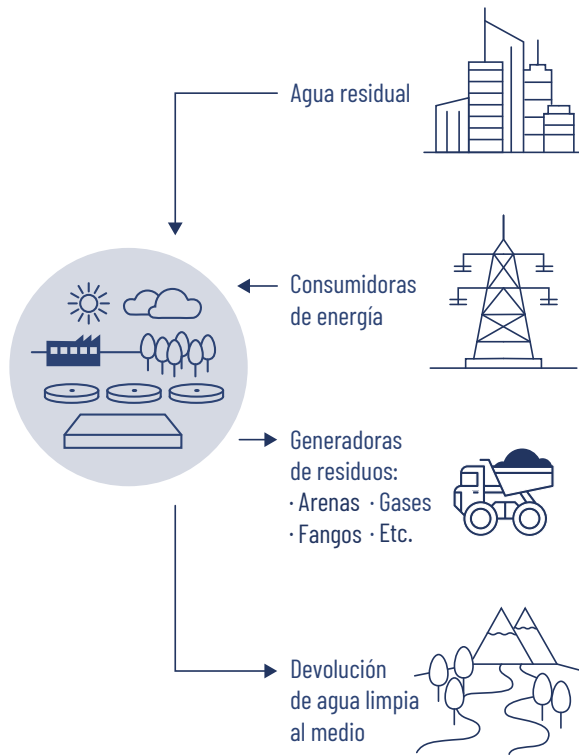 Agua residual
Consumidoras
de energía
Generadoras
de residuos:
· Arenas · Gases
· Fangos · Etc.
Devolución
de agua limpia
al medio